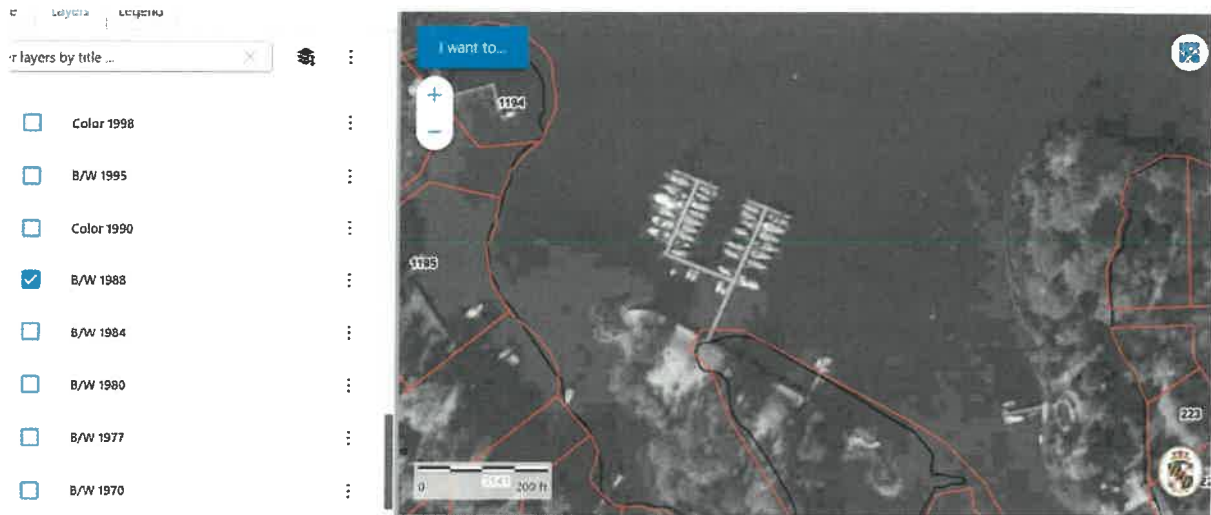 Layers
Legend
r layers by title ...
Color 1998
B/W 1995
Color 1990
B/W 1988
B/W 1984
B/W 1980
B/W 1977
B/W 1970
I want to...
+
1194
−
1195
223
0
200 ft